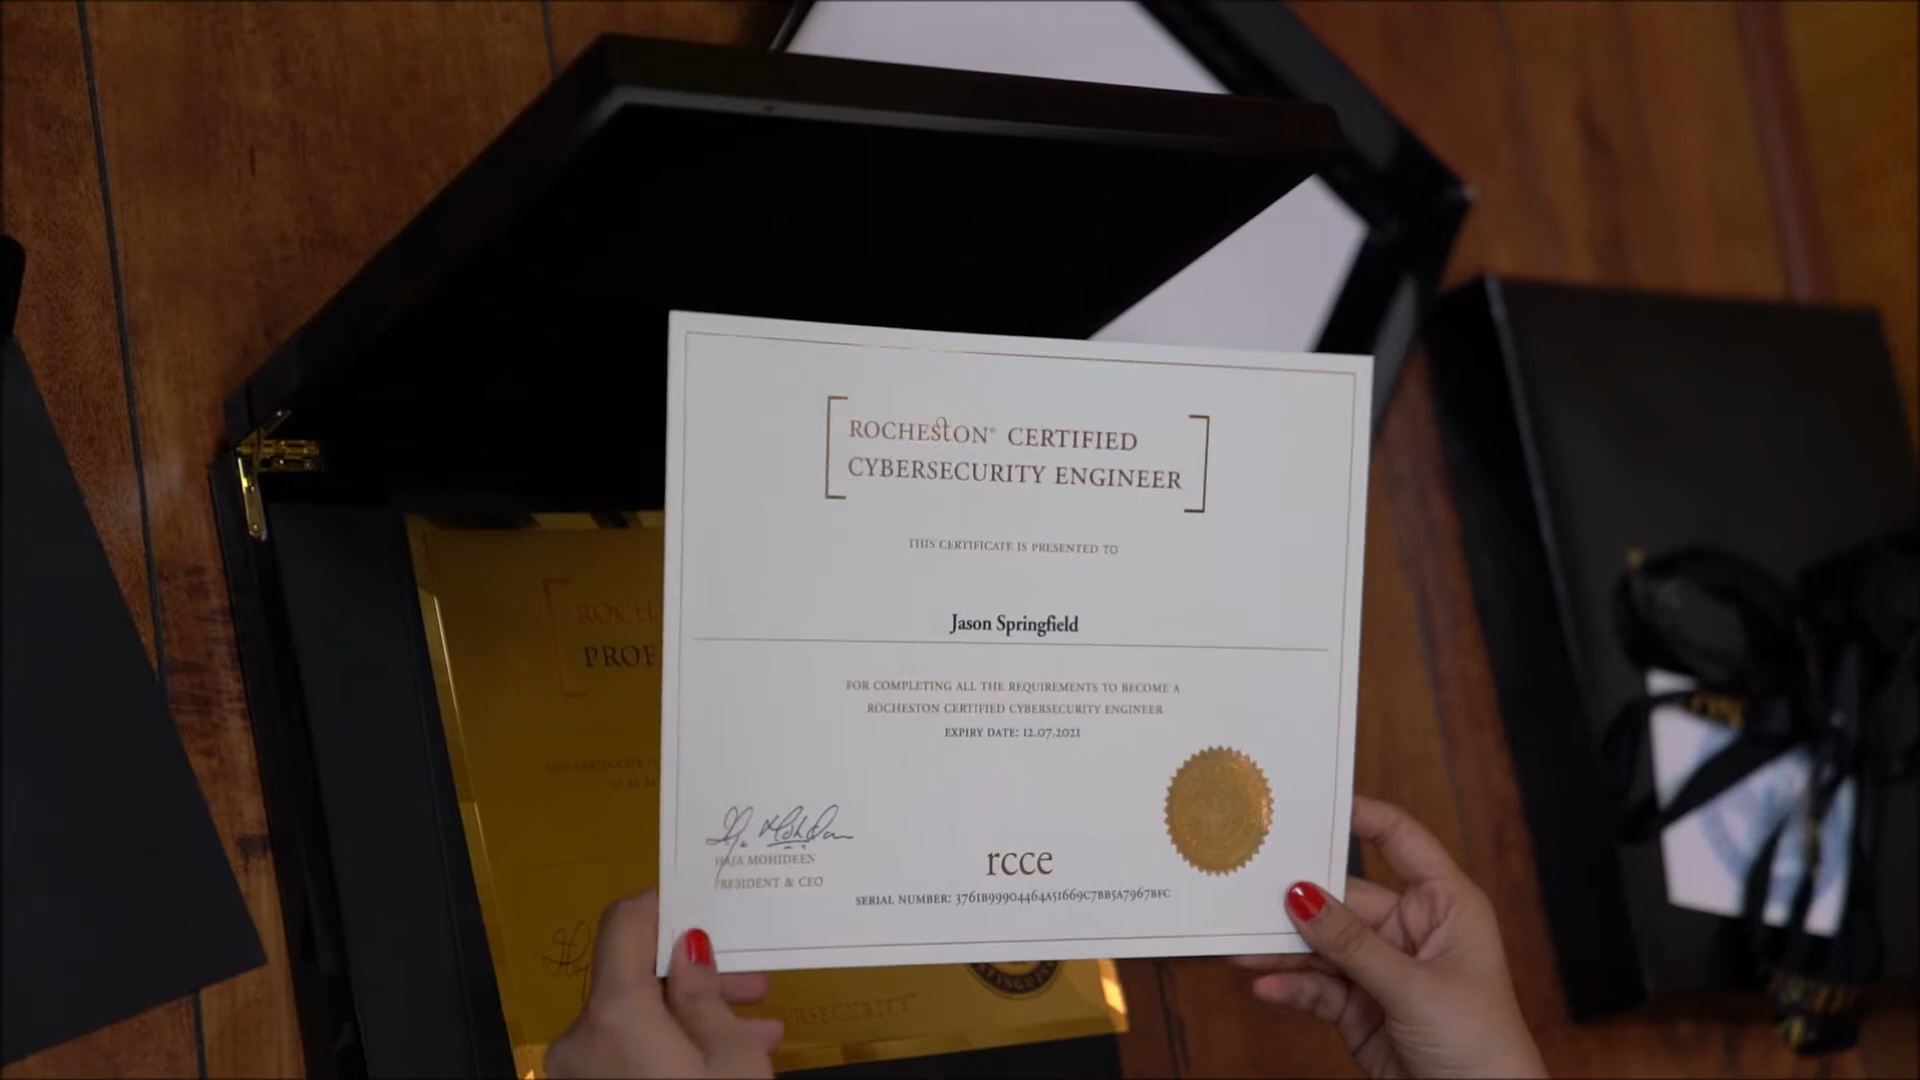 ROCHESTON® CERTIFIED
CYBERSECURITY ENGINEER
THIS CERTIFICATE IS PRESENTED TO
Jason Springfield
FOR COMPLETING ALL THE REQUIREMENTS TO BECOME A
ROCHESTON CERTIFIED CYBERSECURITY ENGINEER
EXPIRY DATE: 12.07.2021
HAJA MOHIDEEN
PRESIDENT & CEO
rcce
SERIAL NUMBER: 3761B99904464A51669C7BB5A7967BFC
ROCH
PROF